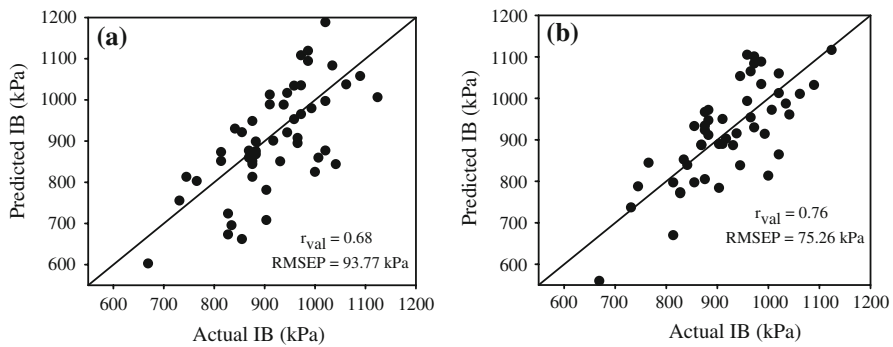 (a)
1200
1100
1000
900
800
700
600
Predicted IB (kPa)
r_val = 0.68
RMSEP = 93.77 kPa
600 700 800 900 1000 1100 1200
Actual IB (kPa)
(b)
1200
1100
1000
900
800
700
600
Predicted IB (kPa)
r_val = 0.76
RMSEP = 75.26 kPa
600 700 800 900 1000 1100 1200
Actual IB (kPa)